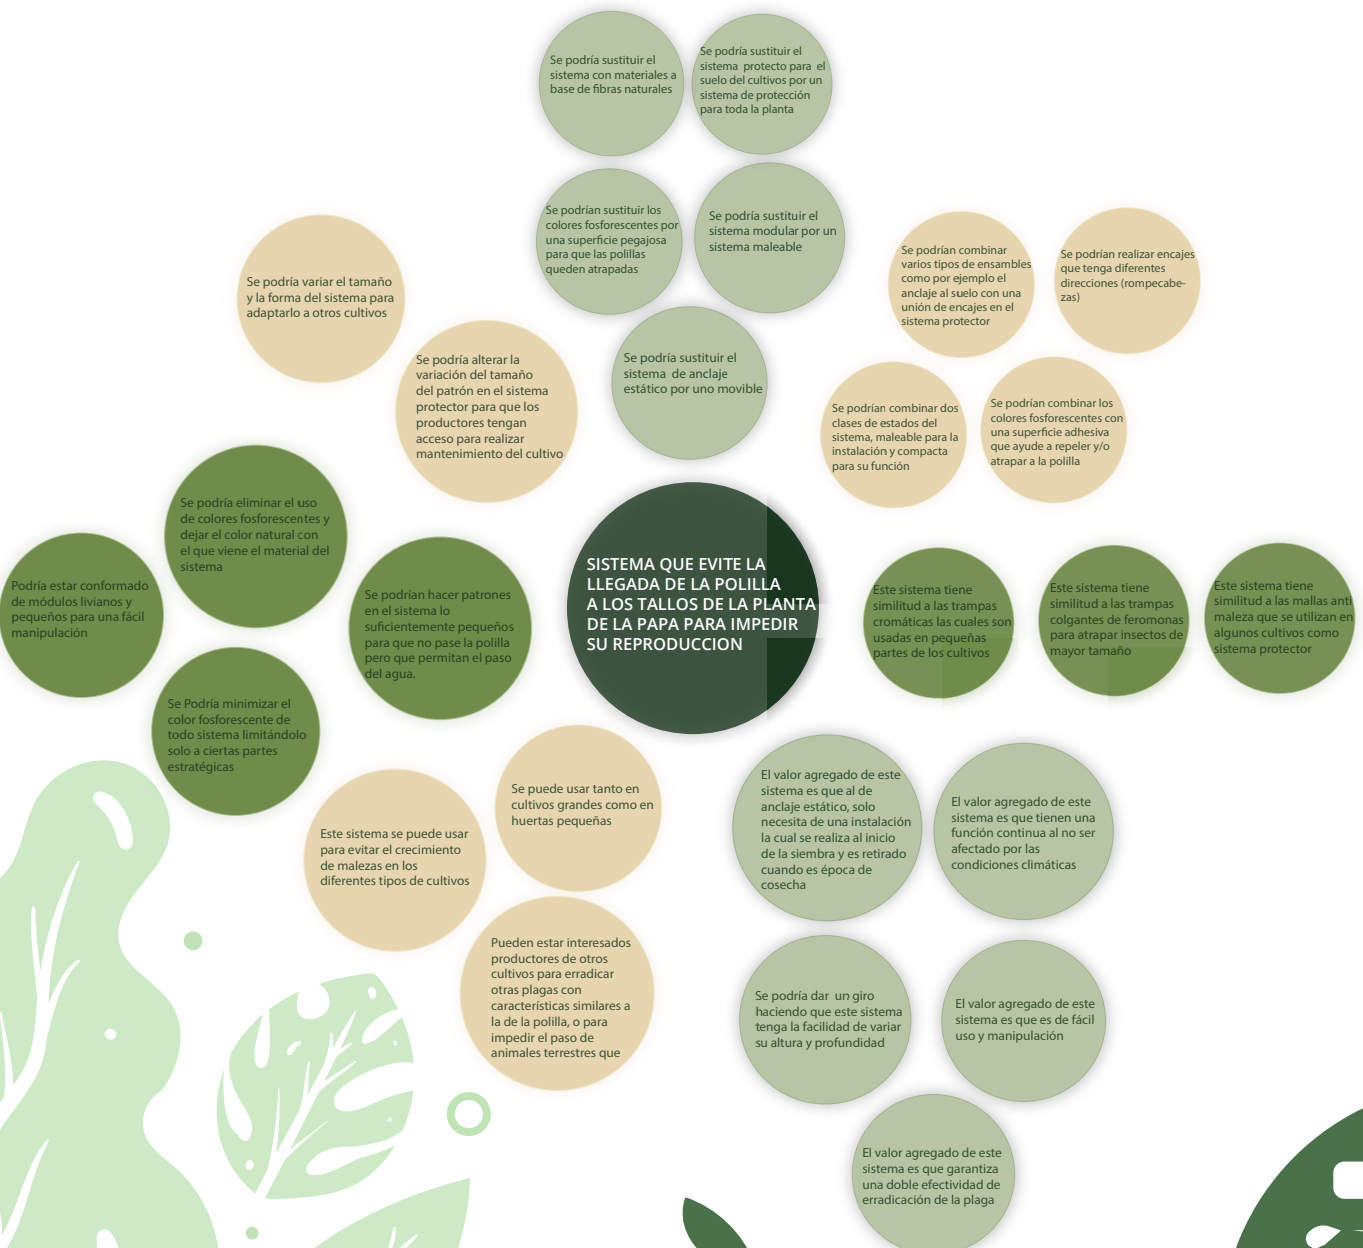 Se podría sustituir el
sistema con materiales a
base de fibras naturales
Se podría sustituir el
sistema protecto para el
suelo del cultivos por un
sistema de protección
para toda la planta
Se podrían sustituir los
colores fosforescentes por
una superficie pegajosa
para que las polillas
queden atrapadas
Se podría sustituir el
sistema modular por un
sistema maleable
Se podría sustituir el
sistema de anclaje
estático por uno movible
Se podría variar el tamaño
y la forma del sistema para
adaptarlo a otros cultivos
Se podría alterar la
variación del tamaño
del patrón en el sistema
protector para que los
productores tengan
acceso para realizar
mantenimiento del cultivo
Se podrían combinar
varios tipos de ensambles
como por ejemplo el
anclaje al suelo con una
unión de encajes en el
sistema protector
Se podrían realizar encajes
que tenga diferentes
direcciones (rompecabe-
zas)
Se podrían combinar dos
clases de estados del
sistema, maleable para la
instalación y compacta
para su función
Se podrían combinar los
colores fosforescentes con
una superficie adhesiva
que ayude a repeler y/o
atrapar a la polilla
Se podría eliminar el uso
de colores fosforescentes y
dejar el color natural con
el que viene el material del
sistema
Podría estar conformado
de módulos livianos y
pequeños para una fácil
manipulación
Se podrían hacer patrones
en el sistema lo
suficientemente pequeños
para que no pase la polilla
pero que permitan el paso
del agua.
Se Podría minimizar el
color fosforescente de
todo sistema limitándolo
solo a ciertas partes
estratégicas
SISTEMA QUE EVITE LA
LLEGADA DE LA POLILLA
A LOS TALLOS DE LA PLANTA
DE LA PAPA PARA IMPEDIR
SU REPRODUCCION
Este sistema tiene
similitud a las trampas
cromáticas las cuales son
usadas en pequeñas
partes de los cultivos
Este sistema tiene
similitud a las trampas
colgantes de feromonas
para atrapar insectos de
mayor tamaño
Este sistema tiene
similitud a las mallas anti
maleza que se utilizan en
algunos cultivos como
sistema protector
Se puede usar tanto en
cultivos grandes como en
huertas pequeñas
Este sistema se puede usar
para evitar el crecimiento
de malezas en los
diferentes tipos de cultivos
Pueden estar interesados
productores de otros
cultivos para erradicar
otras plagas con
características similares a
la de la polilla, o para
impedir el paso de
animales terrestres que
El valor agregado de este
sistema es que al de
anclaje estático, solo
necesita de una instalación
la cual se realiza al inicio
de la siembra y es retirado
cuando es época de
cosecha
El valor agregado de este
sistema es que tienen una
función continua al no ser
afectado por las
condiciones climáticas
Se podría dar un giro
haciendo que este sistema
tenga la facilidad de variar
su altura y profundidad
El valor agregado de este
sistema es que es de fácil
uso y manipulación
El valor agregado de este
sistema es que garantiza
una doble efectividad de
erradicación de la plaga